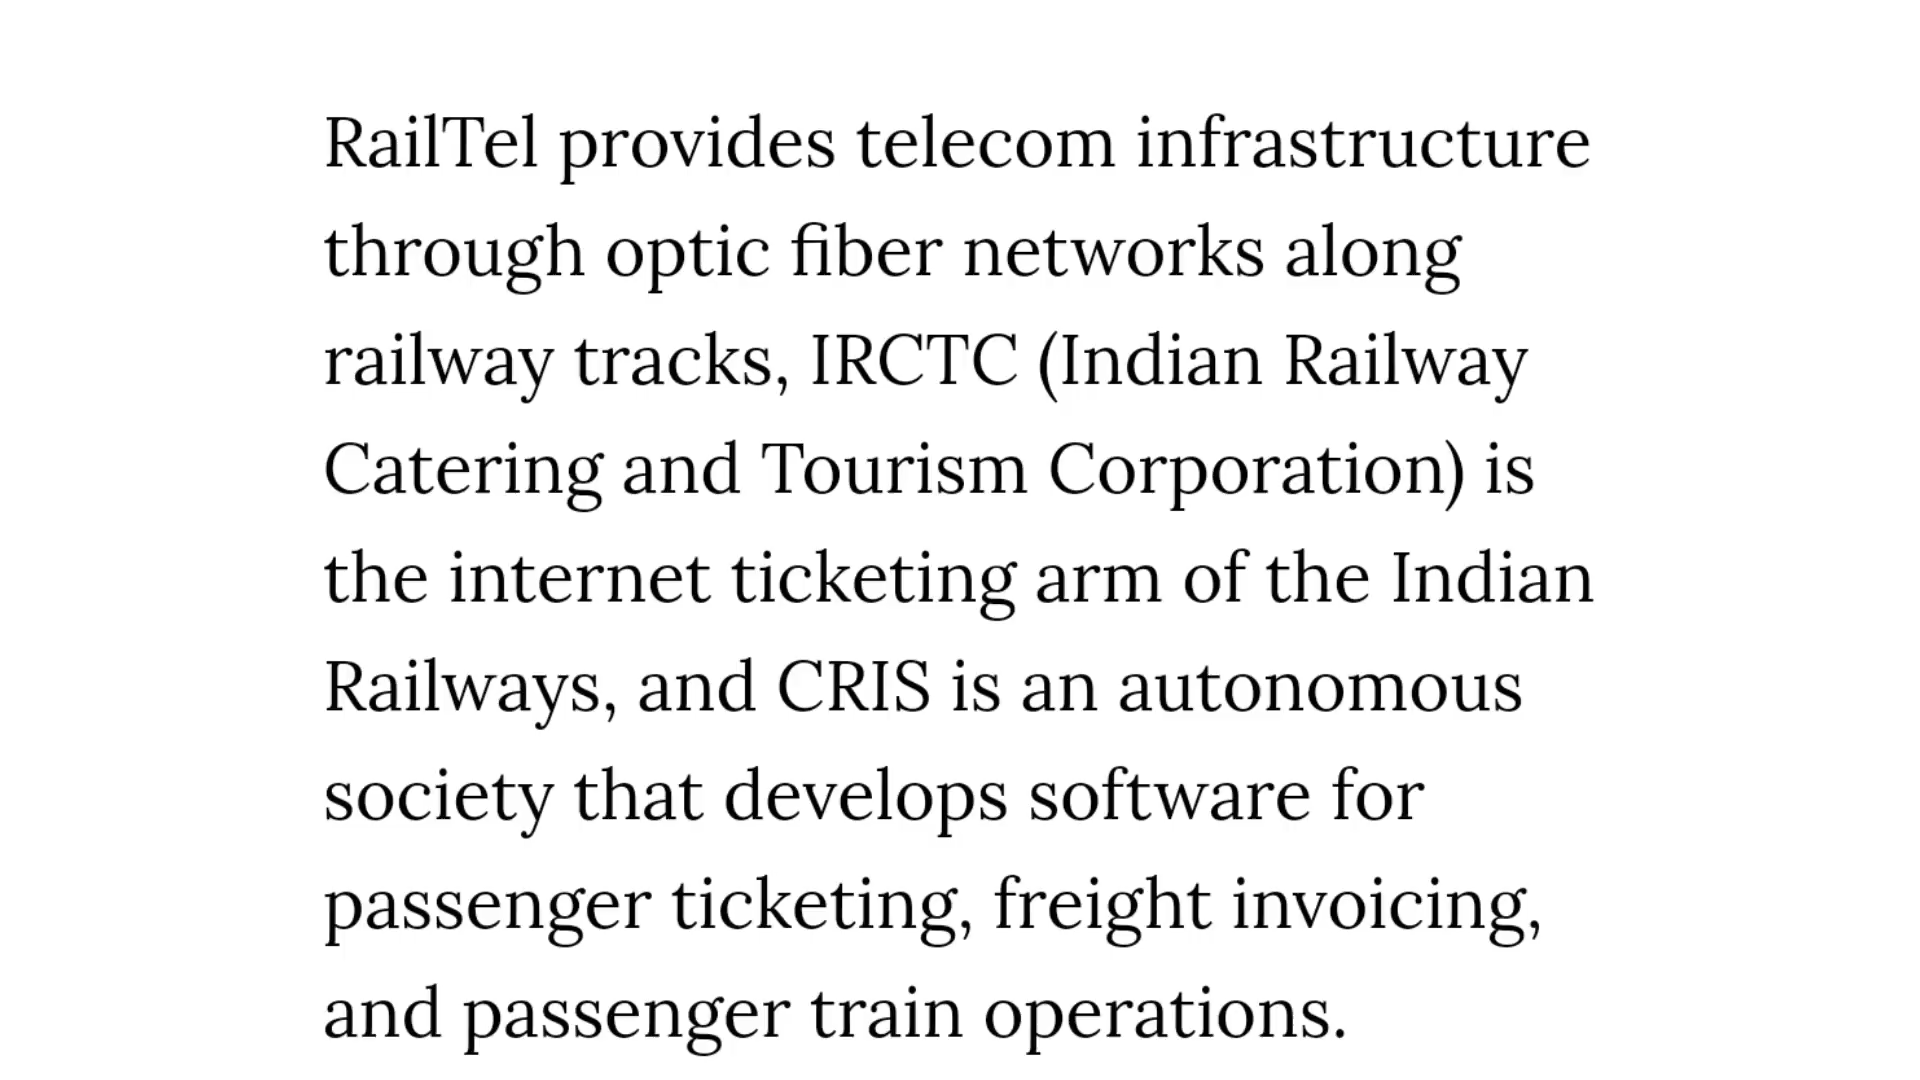 RailTel provides telecom infrastructure
through optic fiber networks along
railway tracks, IRCTC (Indian Railway
Catering and Tourism Corporation) is
the internet ticketing arm of the Indian
Railways, and CRIS is an autonomous
society that develops software for
passenger ticketing, freight invoicing,
and passenger train operations.